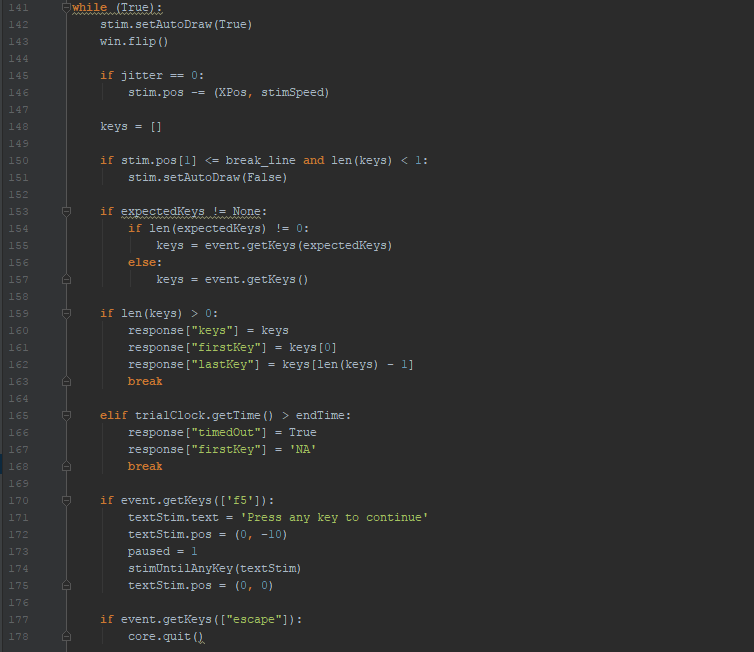 141 while (True):
142     stim.setAutoDraw(True)
143     win.flip()
144
145     if jitter == 0:
146         stim.pos -= (XPos, stimSpeed)
147
148     keys = []
149
150     if stim.pos[1] <= break_line and len(keys) < 1:
151         stim.setAutoDraw(False)
152
153     if expectedKeys != None:
154         if len(expectedKeys) != 0:
155             keys = event.getKeys(expectedKeys)
156         else:
157             keys = event.getKeys()
158
159     if len(keys) > 0:
160         response["keys"] = keys
161         response["firstKey"] = keys[0]
162         response["lastKey"] = keys[len(keys) - 1]
163         break
164
165     elif trialClock.getTime() > endTime:
166         response["timedOut"] = True
167         response["firstKey"] = 'NA'
168         break
169
170     if event.getKeys(['f5']):
171         textStim.text = 'Press any key to continue'
172         textStim.pos = (0, -10)
173         paused = 1
174         stimUntilAnyKey(textStim)
175         textStim.pos = (0, 0)
176
177     if event.getKeys(["escape"]):
178         core.quit()